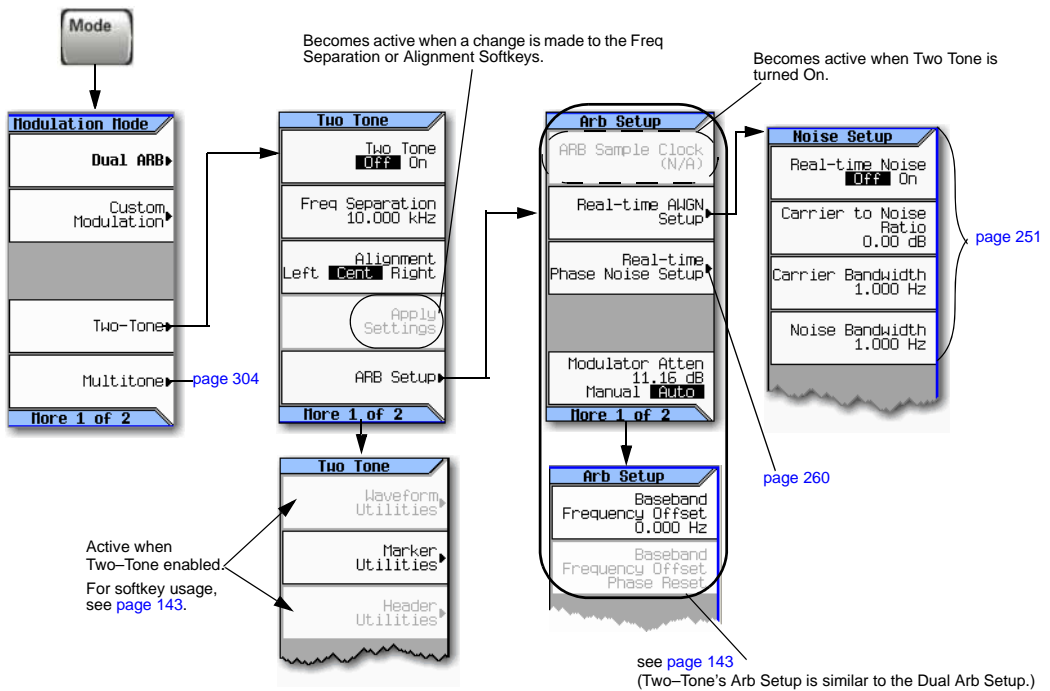 Mode
Becomes active when a change is made to the Freq
Separation or Alignment Softkeys.
Becomes active when Two Tone is
turned On.
Modulation Mode
Dual ARB
Custom
Modulation
Two-Tone
Multitone
page 304
More 1 of 2
Two Tone
Two Tone
Off On
Freq Separation
10.000 kHz
Alignment
Left Cent Right
Apply
Settings
ARB Setup
More 1 of 2
Arb Setup
ARB Sample Clock
(N/A)
Real-time AWGN
Setup
Real-time
Phase Noise Setup
Modulator Atten
11.16 dB
Manual Auto
More 1 of 2
Noise Setup
Real-time Noise
Off On
Carrier to Noise
Ratio
0.00 dB
Carrier Bandwidth
1.000 Hz
Noise Bandwidth
1.000 Hz
page 251
page 260
Two Tone
Waveform
Utilities
Marker
Utilities
Header
Utilities
Active when
Two–Tone enabled.
For softkey usage,
see page 143.
Arb Setup
Baseband
Frequency Offset
0.000 Hz
Baseband
Frequency Offset
Phase Reset
see page 143
(Two–Tone's Arb Setup is similar to the Dual Arb Setup.)